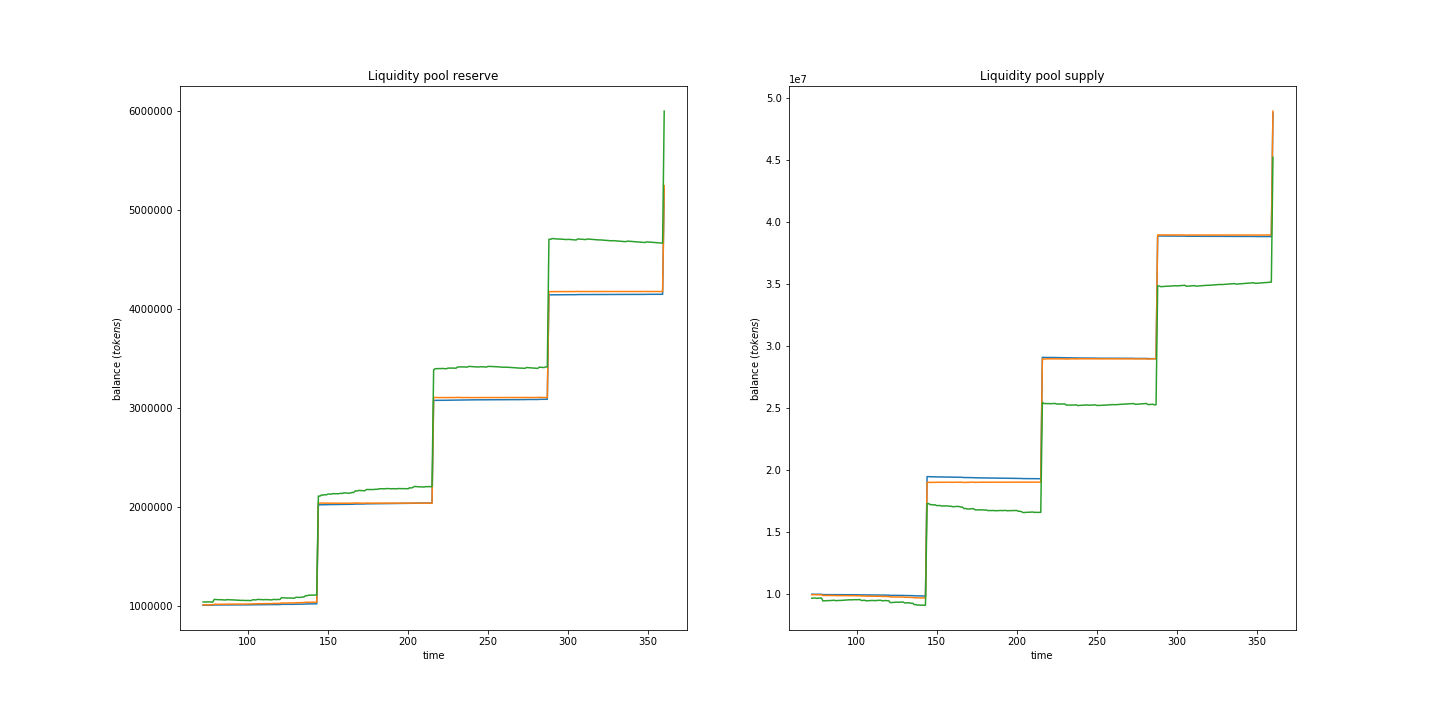 Liquidity pool reserve
6000000
5000000
4000000
3000000
2000000
1000000
balance (tokens)
100 150 200 250 300 350
time
Liquidity pool supply
1e7
5.0
4.5
4.0
3.5
3.0
2.5
2.0
1.5
1.0
balance (tokens)
100 150 200 250 300 350
time